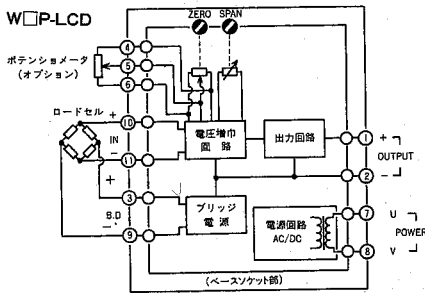 W□P-LCD
ZERO SPAN
ポテンショメータ
(オプション)
4
5
6
ロードセル
+
10
IN
-
11
+
3
B.D
-
9
電圧増巾
回路
出力回路
ブリッジ
電源
電源回路
AC/DC
1
+
OUTPUT
2
-
7
U
POWER
8
V
(ベースソケット部)